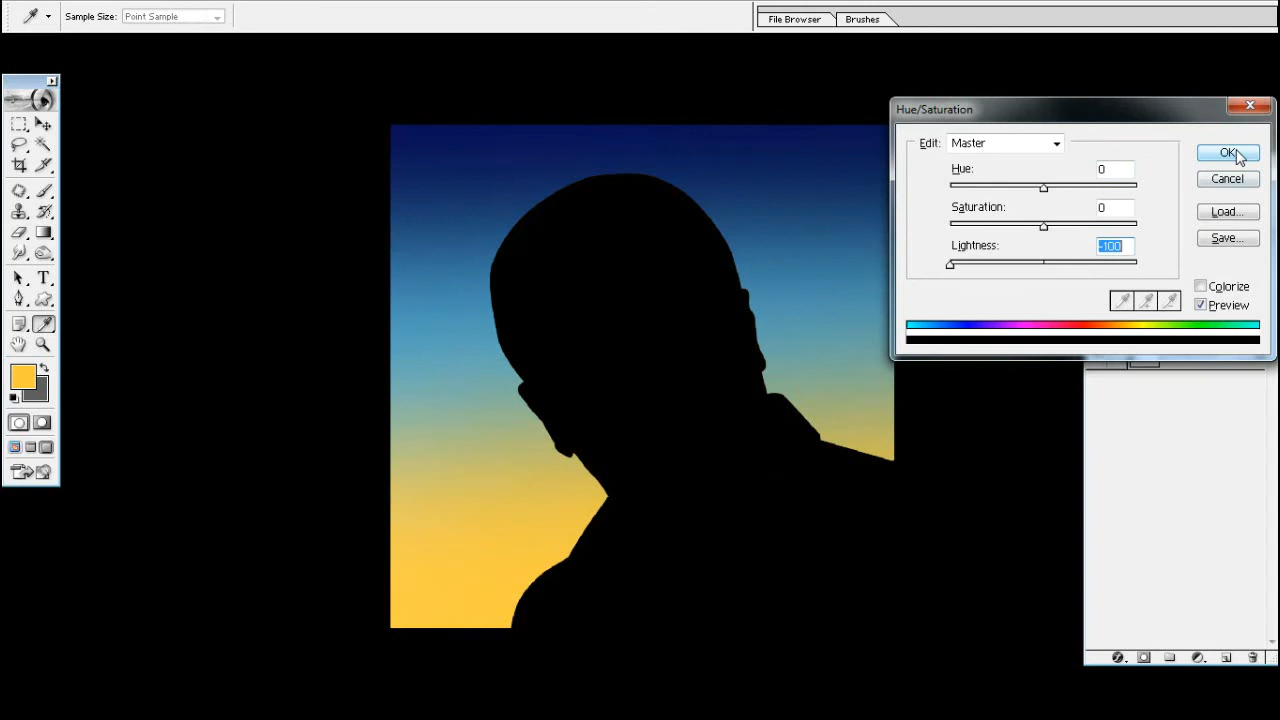 Sample Size: Point Sample
File Browser Brushes
Hue/Saturation
Edit: Master
OK
Hue: 0
Cancel
Saturation: 0
Load...
Save...
Lightness: -100
Colorize
Preview
T